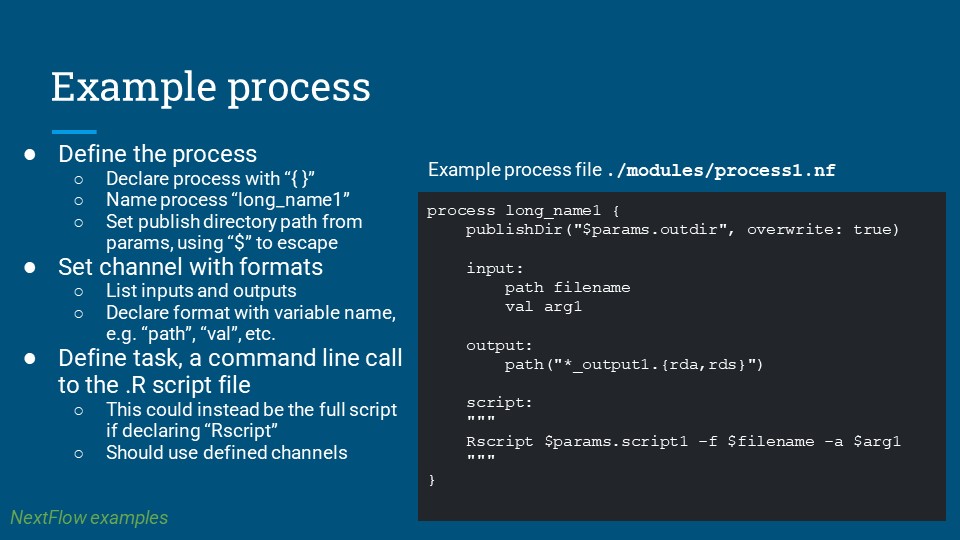 Example process
● Define the process
○ Declare process with “{ }”
○ Name process “long_name1”
○ Set publish directory path from
params, using “$” to escape
● Set channel with formats
○ List inputs and outputs
○ Declare format with variable name,
e.g. “path”, “val”, etc.
● Define task, a command line call
to the .R script file
○ This could instead be the full script
if declaring “Rscript”
○ Should use defined channels
Example process file ./modules/process1.nf
process long_name1 {
    publishDir("$params.outdir", overwrite: true)

    input:
        path filename
        val arg1

    output:
        path("*_output1.{rda,rds}")

    script:
    """
    Rscript $params.script1 -f $filename -a $arg1
    """
}
NextFlow examples